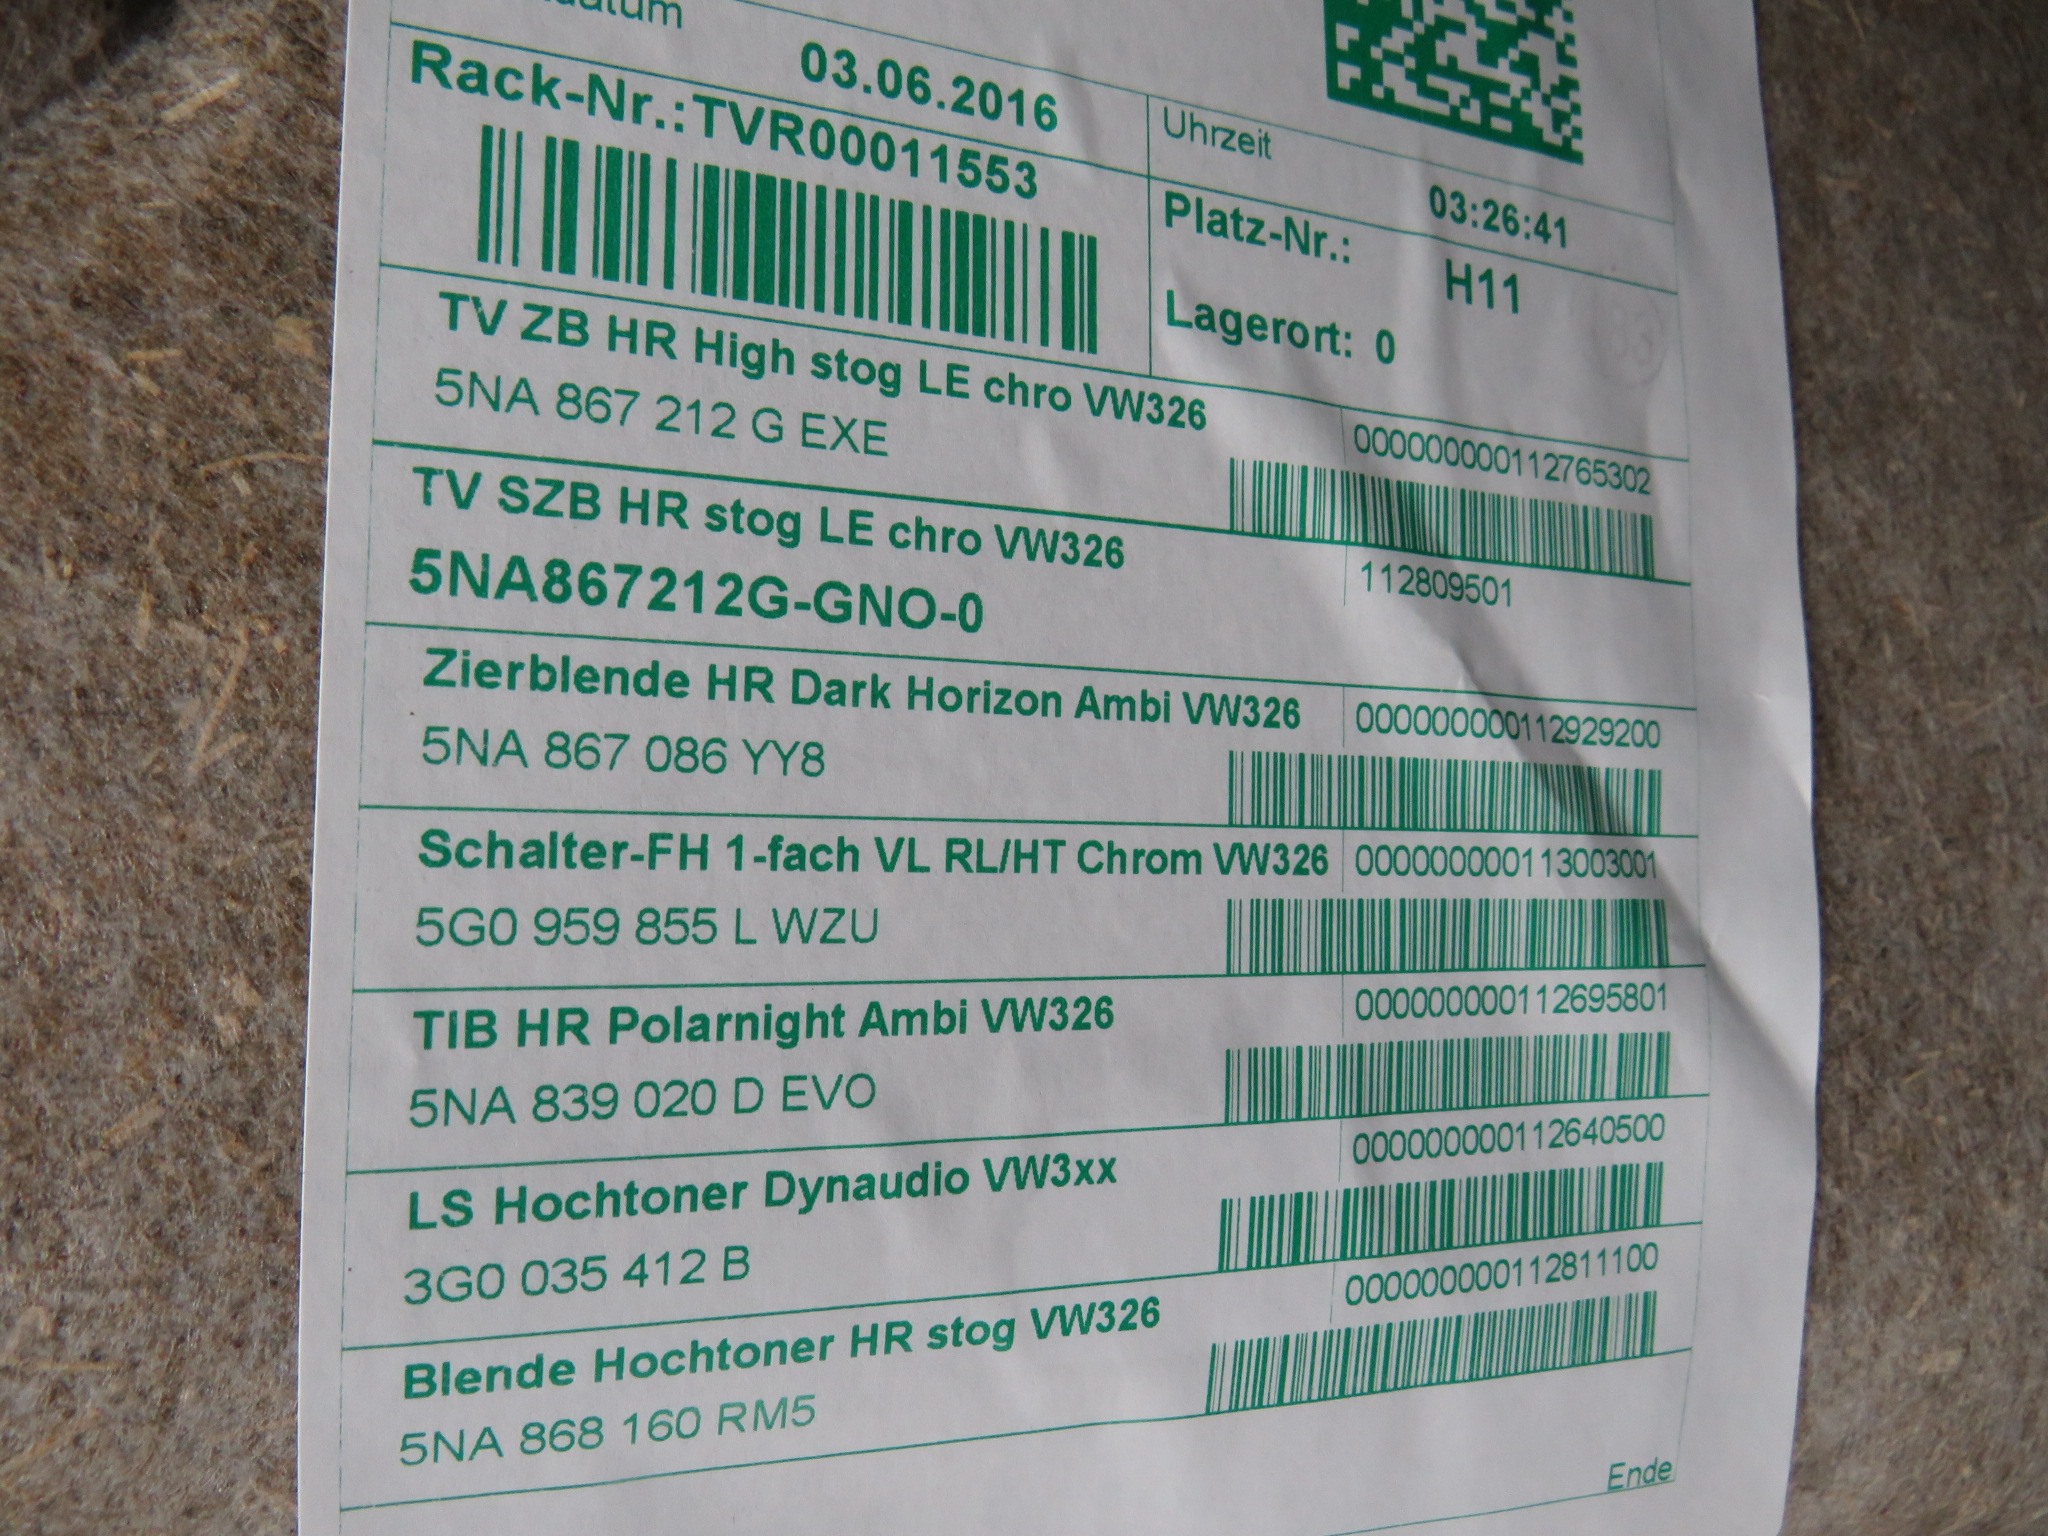 03.06.2016
Uhrzeit
03:26:41
Rack-Nr.:TVR00011553
Platz-Nr.:
H11
Lagerort: 0
TV ZB HR High stog LE chro VW326
000000000112765302
5NA 867 212 G EXE
TV SZB HR stog LE chro VW326
112809501
5NA867212G-GNO-0
Zierblende HR Dark Horizon Ambi VW326
000000000112929200
5NA 867 086 YY8
Schalter-FH 1-fach VL RL/HT Chrom VW326
000000000113003001
5G0 959 855 L WZU
TIB HR Polarnight Ambi VW326
000000000112695801
5NA 839 020 D EVO
LS Hochtoner Dynaudio VW3xx
000000000112640500
3G0 035 412 B
Blende Hochtoner HR stog VW326
000000000112811100
5NA 868 160 RM5
Ende